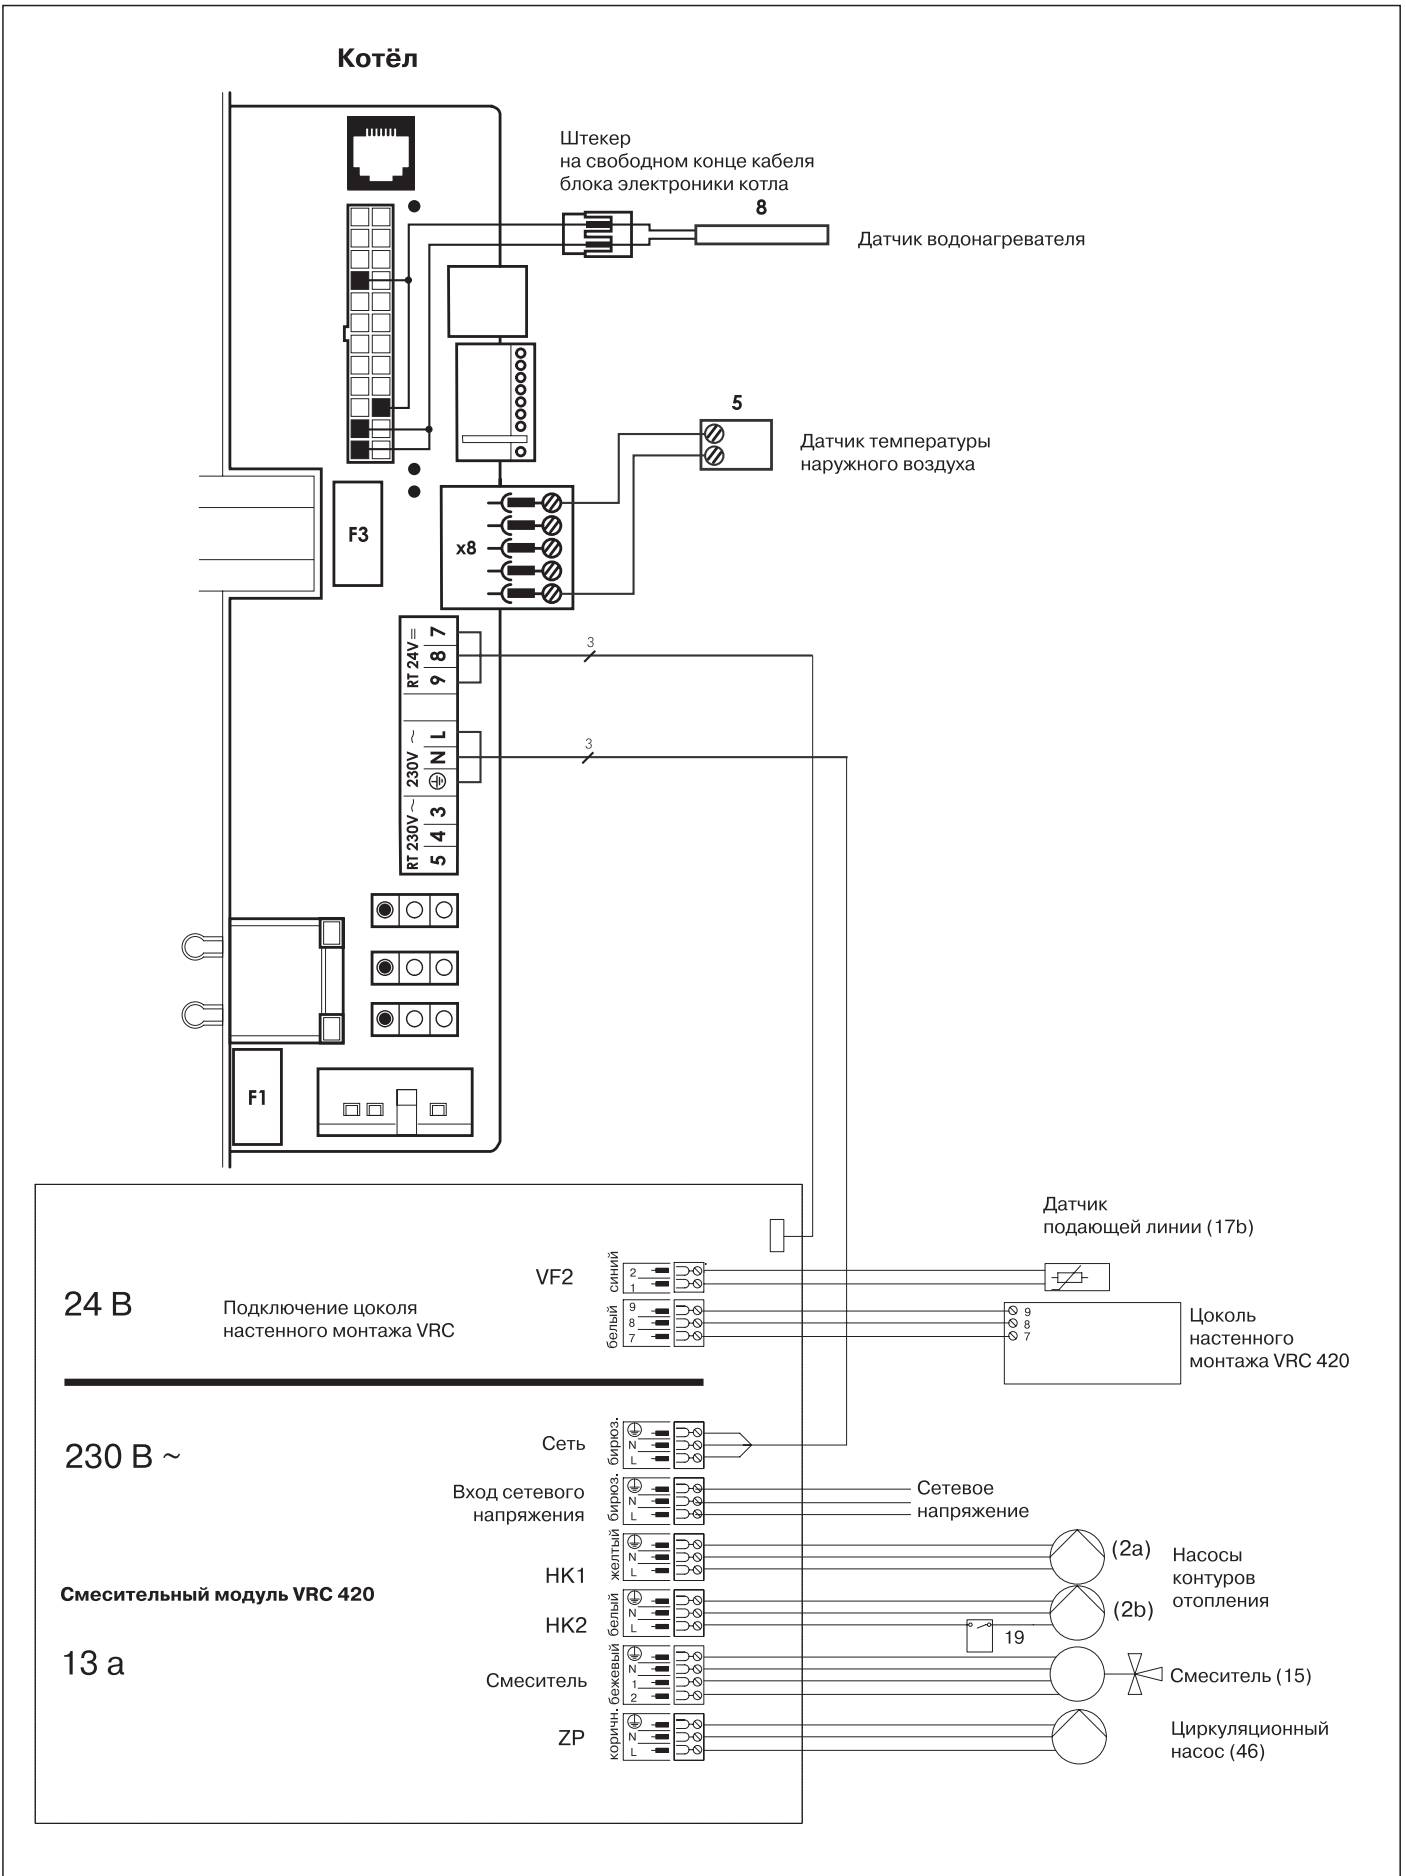 Котёл
Штекер
на свободном конце кабеля
блока электроники котла
8
Датчик водонагревателя
5
Датчик температуры
наружного воздуха
F3
x8
RT 24V=
7
8
9
3
230V ~
L
N
3
RT 230V~
3
4
5
F1
Датчик
подающей линии (17b)
24 В
Подключение цоколя
настенного монтажа VRC
VF2
синий
2
1
белый
9
8
7
9
8
7
Цоколь
настенного
монтажа VRC 420
230 В ~
Сеть
бирюз.
N
L
Вход сетевого
напряжения
бирюз.
N
L
Сетевое
напряжение
HK1
желтый
N
L
(2a)
Насосы
контуров
отопления
Смесительный модуль VRC 420
HK2
белый
N
L
19
(2b)
13 a
Смеситель
бежевый
N
1
2
Смеситель (15)
ZP
коричн.
N
L
Циркуляционный
насос (46)